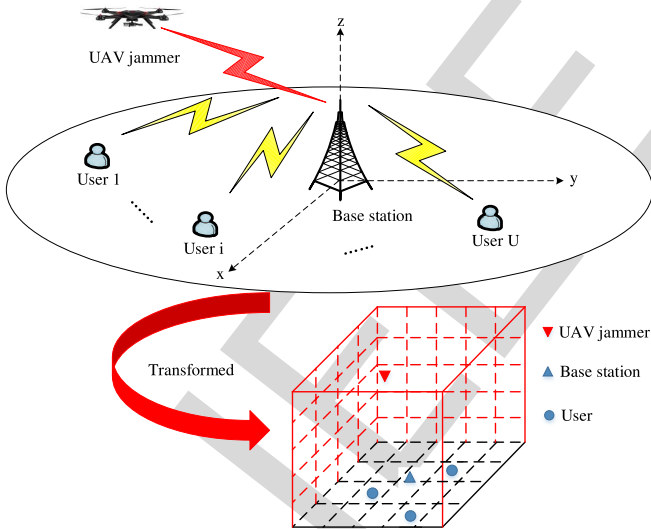 z
UAV jammer
User 1
y
Base station
User i
User U
x
UAV jammer
Transformed
Base station
User